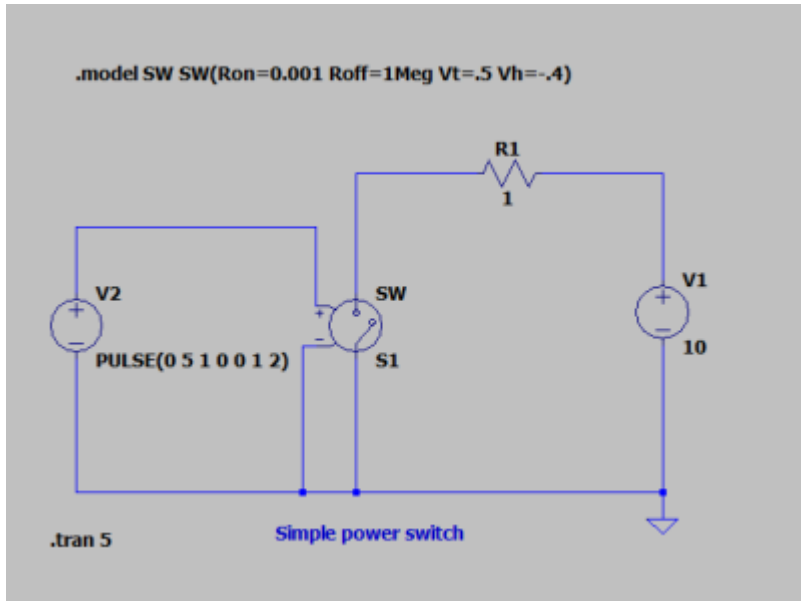 .model SW SW(Ron=0.001 Roff=1Meg Vt=.5 Vh=-.4)
R1
1
V2
+
−
PULSE(0 5 1 0 0 1 2)
SW
+
−
S1
V1
+
−
10
.tran 5
Simple power switch